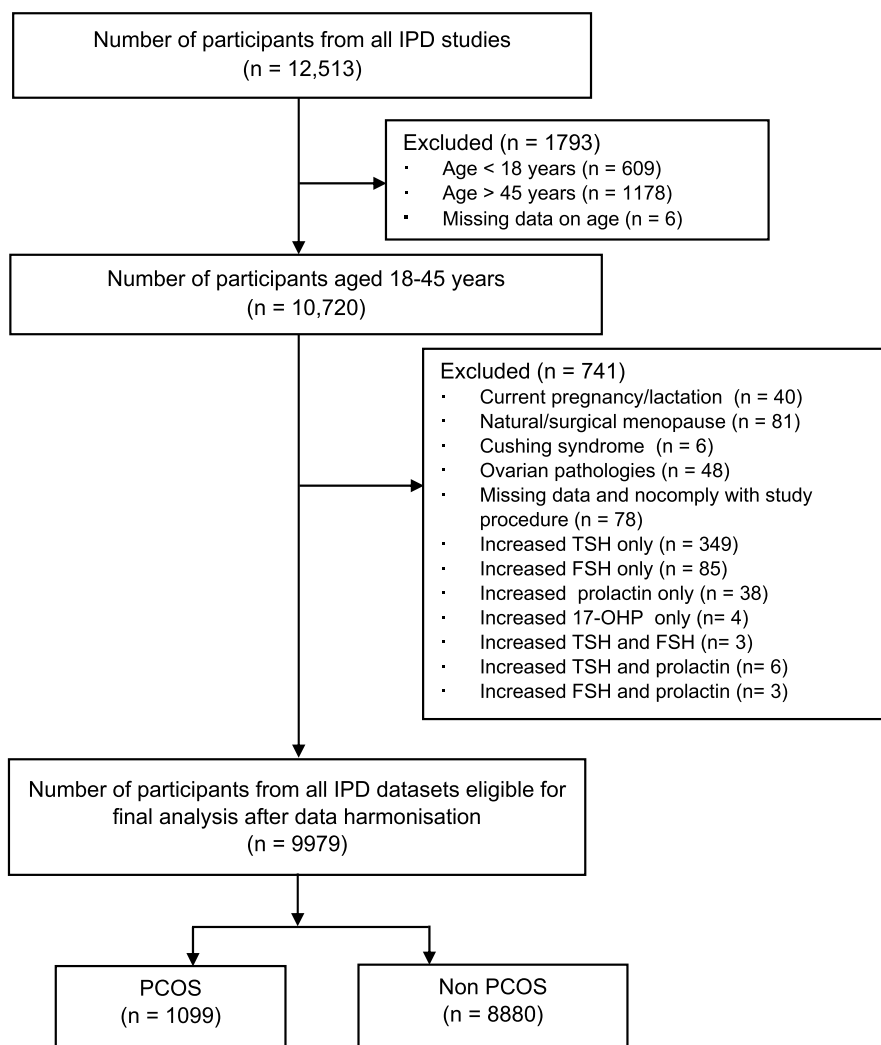 Number of participants from all IPD studies
(n = 12,513)
Excluded (n = 1793)
· Age < 18 years (n = 609)
· Age > 45 years (n = 1178)
· Missing data on age (n = 6)
Number of participants aged 18-45 years
(n = 10,720)
Excluded (n = 741)
· Current pregnancy/lactation (n = 40)
· Natural/surgical menopause (n = 81)
· Cushing syndrome (n = 6)
· Ovarian pathologies (n = 48)
· Missing data and nocomply with study
procedure (n = 78)
· Increased TSH only (n = 349)
· Increased FSH only (n = 85)
· Increased prolactin only (n = 38)
· Increased 17-OHP only (n= 4)
· Increased TSH and FSH (n= 3)
· Increased TSH and prolactin (n= 6)
· Increased FSH and prolactin (n= 3)
Number of participants from all IPD datasets eligible for
final analysis after data harmonisation
(n = 9979)
PCOS
(n = 1099)
Non PCOS
(n = 8880)